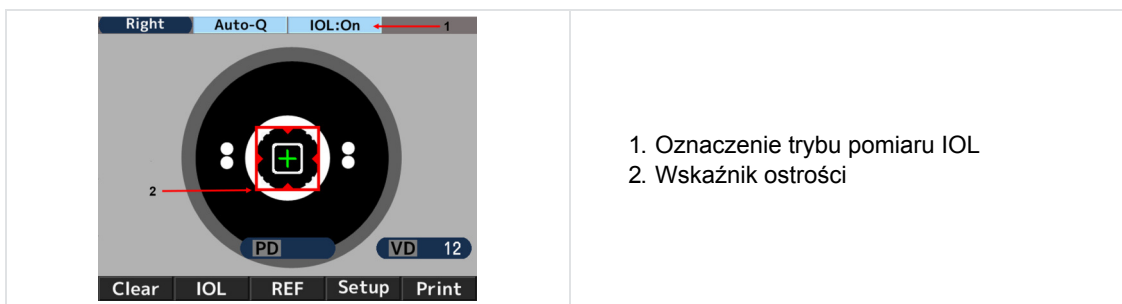 Right Auto-Q IOL:On 1
2
PD VD 12
Clear IOL REF Setup Print
1. Oznaczenie trybu pomiaru IOL
2. Wskaźnik ostrości